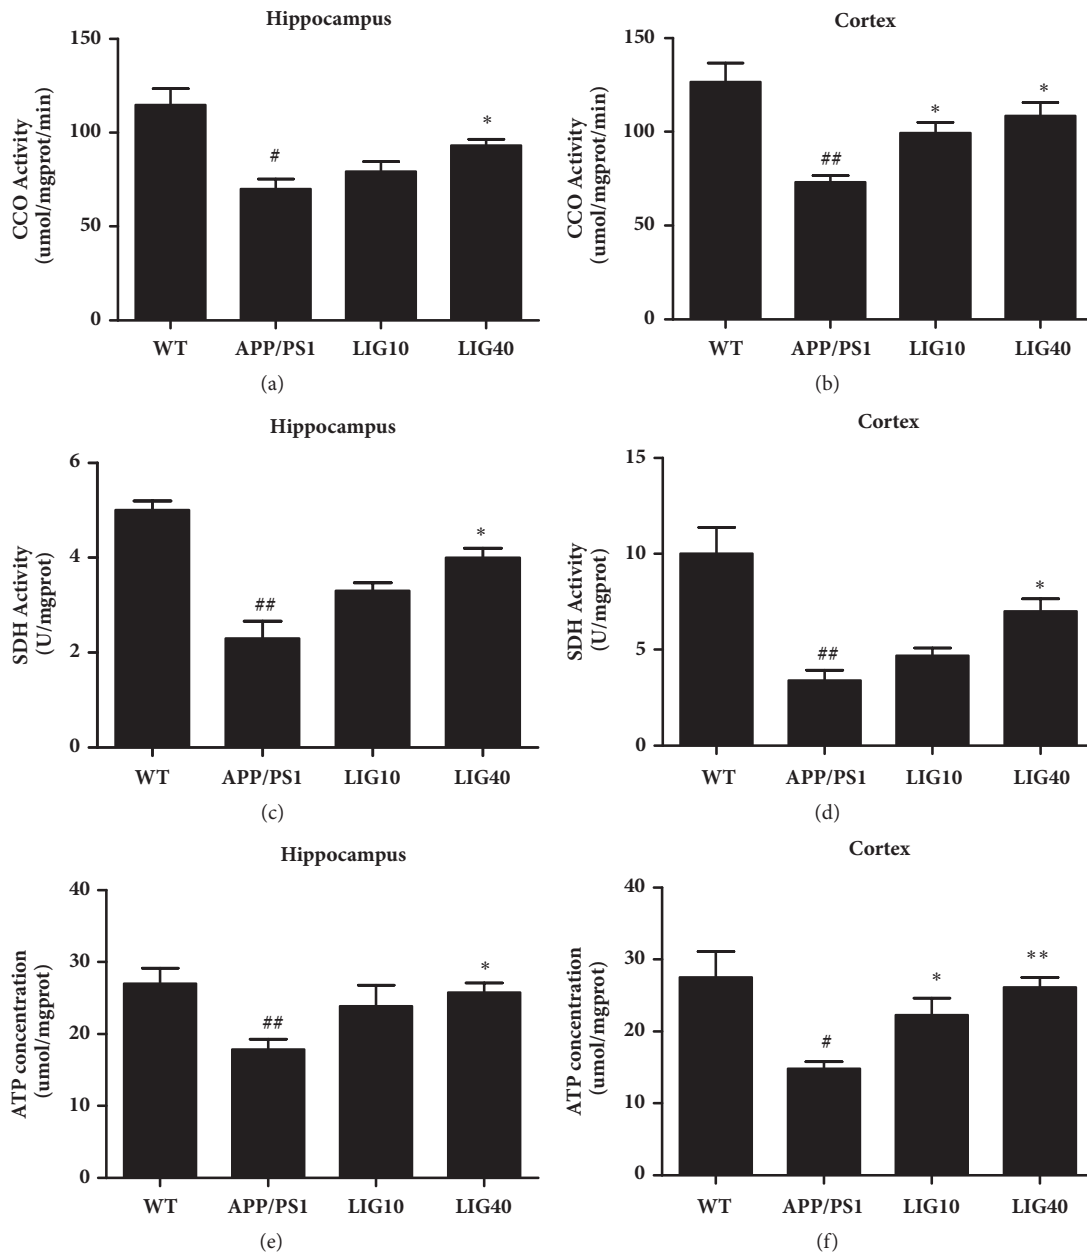 Hippocampus
CCO Activity
(umol/mgprot/min)
150
100
50
0
#
*
WT APP/PS1 LIG10 LIG40
(a)
Cortex
CCO Activity
(umol/mgprot/min)
150
100
50
0
##
*
*
WT APP/PS1 LIG10 LIG40
(b)
Hippocampus
SDH Activity
(U/mgprot)
6
4
2
0
##
*
WT APP/PS1 LIG10 LIG40
(c)
Cortex
SDH Activity
(U/mgprot)
15
10
5
0
##
*
WT APP/PS1 LIG10 LIG40
(d)
Hippocampus
ATP concentration
(umol/mgprot)
40
30
20
10
0
##
*
WT APP/PS1 LIG10 LIG40
(e)
Cortex
ATP concentration
(umol/mgprot)
40
30
20
10
0
#
*
**
WT APP/PS1 LIG10 LIG40
(f)